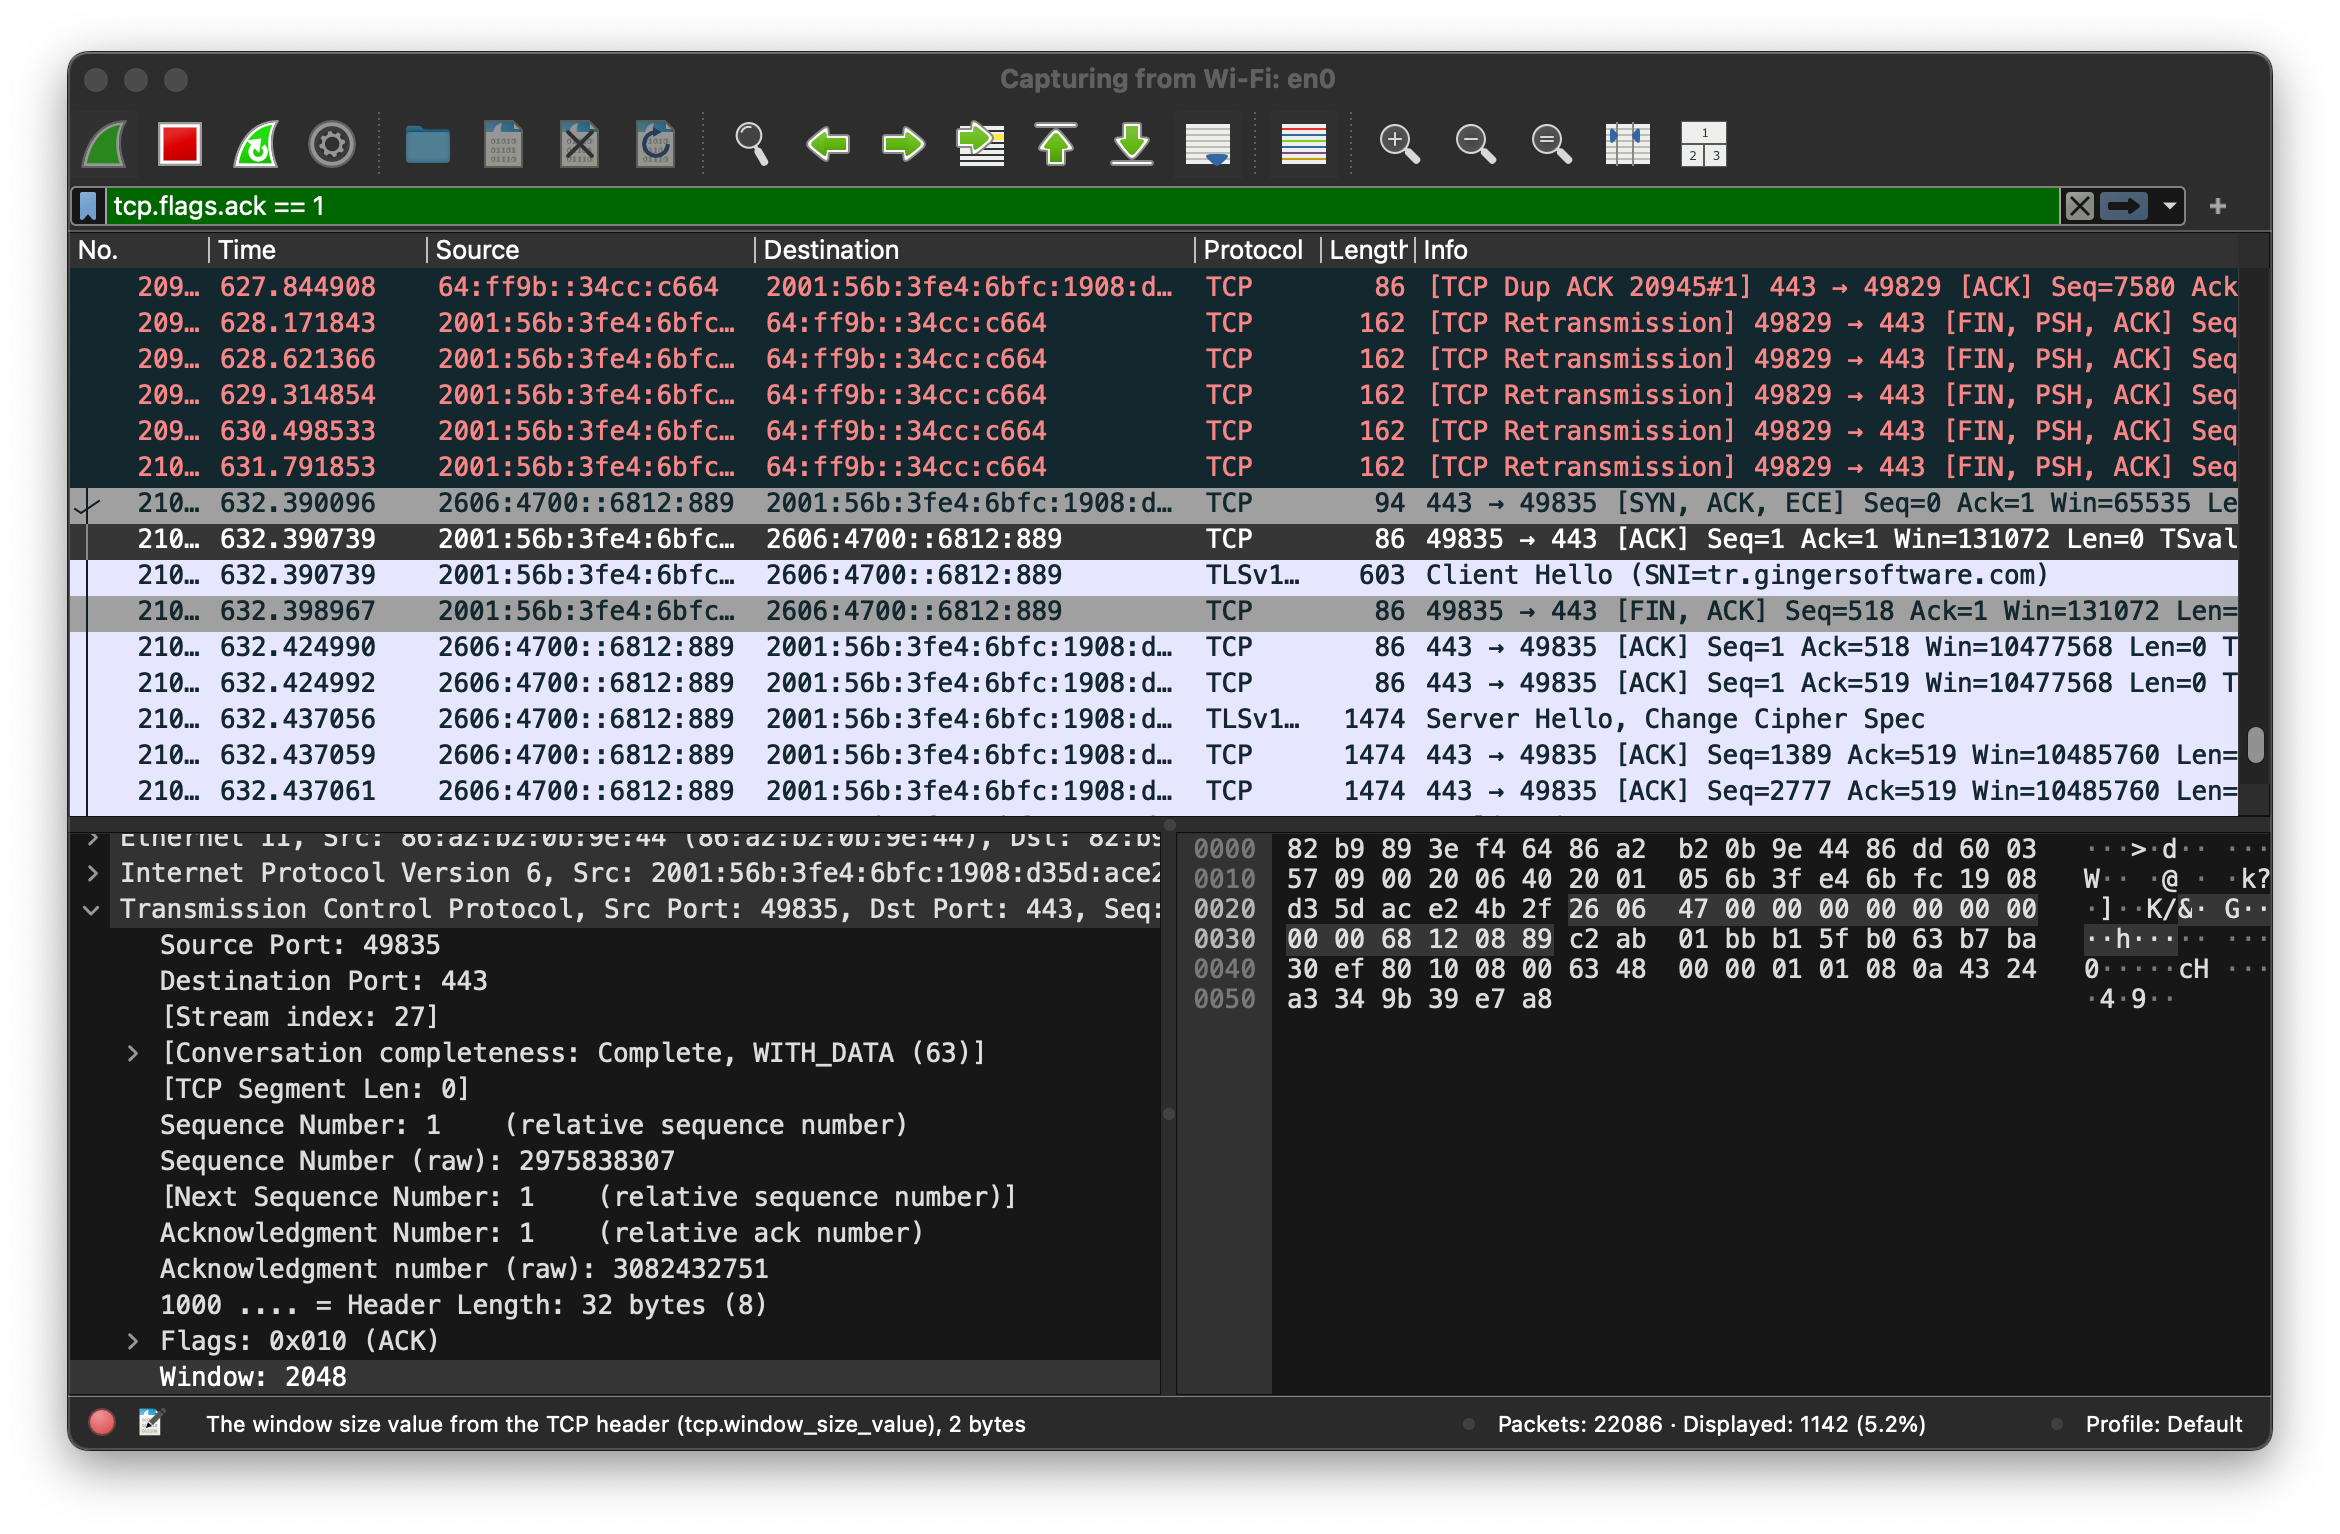 Capturing from Wi-Fi: en0
1
2 3
tcp.flags.ack == 1
No. Time Source Destination Protocol Length Info
209… 627.844908 64:ff9b::34cc:c664 2001:56b:3fe4:6bfc:1908:d… TCP 86 [TCP Dup ACK 20945#1] 443 → 49829 [ACK] Seq=7580 Ack
209… 628.171843 2001:56b:3fe4:6bfc… 64:ff9b::34cc:c664 TCP 162 [TCP Retransmission] 49829 → 443 [FIN, PSH, ACK] Seq
209… 628.621366 2001:56b:3fe4:6bfc… 64:ff9b::34cc:c664 TCP 162 [TCP Retransmission] 49829 → 443 [FIN, PSH, ACK] Seq
209… 629.314854 2001:56b:3fe4:6bfc… 64:ff9b::34cc:c664 TCP 162 [TCP Retransmission] 49829 → 443 [FIN, PSH, ACK] Seq
209… 630.498533 2001:56b:3fe4:6bfc… 64:ff9b::34cc:c664 TCP 162 [TCP Retransmission] 49829 → 443 [FIN, PSH, ACK] Seq
210… 631.791853 2001:56b:3fe4:6bfc… 64:ff9b::34cc:c664 TCP 162 [TCP Retransmission] 49829 → 443 [FIN, PSH, ACK] Seq
210… 632.390096 2606:4700::6812:889 2001:56b:3fe4:6bfc:1908:d… TCP 94 443 → 49835 [SYN, ACK, ECE] Seq=0 Ack=1 Win=65535 Le
210… 632.390739 2001:56b:3fe4:6bfc… 2606:4700::6812:889 TCP 86 49835 → 443 [ACK] Seq=1 Ack=1 Win=131072 Len=0 TSval
210… 632.390739 2001:56b:3fe4:6bfc… 2606:4700::6812:889 TLSv1… 603 Client Hello (SNI=tr.gingersoftware.com)
210… 632.398967 2001:56b:3fe4:6bfc… 2606:4700::6812:889 TCP 86 49835 → 443 [FIN, ACK] Seq=518 Ack=1 Win=131072 Len=
210… 632.424990 2606:4700::6812:889 2001:56b:3fe4:6bfc:1908:d… TCP 86 443 → 49835 [ACK] Seq=1 Ack=518 Win=10477568 Len=0 T
210… 632.424992 2606:4700::6812:889 2001:56b:3fe4:6bfc:1908:d… TCP 86 443 → 49835 [ACK] Seq=1 Ack=519 Win=10477568 Len=0 T
210… 632.437056 2606:4700::6812:889 2001:56b:3fe4:6bfc:1908:d… TLSv1… 1474 Server Hello, Change Cipher Spec
210… 632.437059 2606:4700::6812:889 2001:56b:3fe4:6bfc:1908:d… TCP 1474 443 → 49835 [ACK] Seq=1389 Ack=519 Win=10485760 Len=
210… 632.437061 2606:4700::6812:889 2001:56b:3fe4:6bfc:1908:d… TCP 1474 443 → 49835 [ACK] Seq=2777 Ack=519 Win=10485760 Len=
Ethernet II, Src: 86:a2:b2:0b:9e:44 (86:a2:b2:0b:9e:44), Dst: 82:b9
Internet Protocol Version 6, Src: 2001:56b:3fe4:6bfc:1908:d35d:ace2
Transmission Control Protocol, Src Port: 49835, Dst Port: 443, Seq:
Source Port: 49835
Destination Port: 443
[Stream index: 27]
[Conversation completeness: Complete, WITH_DATA (63)]
[TCP Segment Len: 0]
Sequence Number: 1 (relative sequence number)
Sequence Number (raw): 2975838307
[Next Sequence Number: 1 (relative sequence number)]
Acknowledgment Number: 1 (relative ack number)
Acknowledgment number (raw): 3082432751
1000 .... = Header Length: 32 bytes (8)
Flags: 0x010 (ACK)
Window: 2048
0000 82 b9 89 3e f4 64 86 a2 b2 0b 9e 44 86 dd 60 03 ···>·d·· ···
0010 57 09 00 20 06 40 20 01 05 6b 3f e4 6b fc 19 08 W·· ·@ · ·k?
0020 d3 5d ac e2 4b 2f 26 06 47 00 00 00 00 00 00 00 ·]··K/&· G··
0030 00 00 68 12 08 89 c2 ab 01 bb b1 5f b0 63 b7 ba ··h····· ···
0040 30 ef 80 10 08 00 63 48 00 00 01 01 08 0a 43 24 0·····cH ···
0050 a3 34 9b 39 e7 a8 ·4·9··
The window size value from the TCP header (tcp.window_size_value), 2 bytes
Packets: 22086 · Displayed: 1142 (5.2%)
Profile: Default